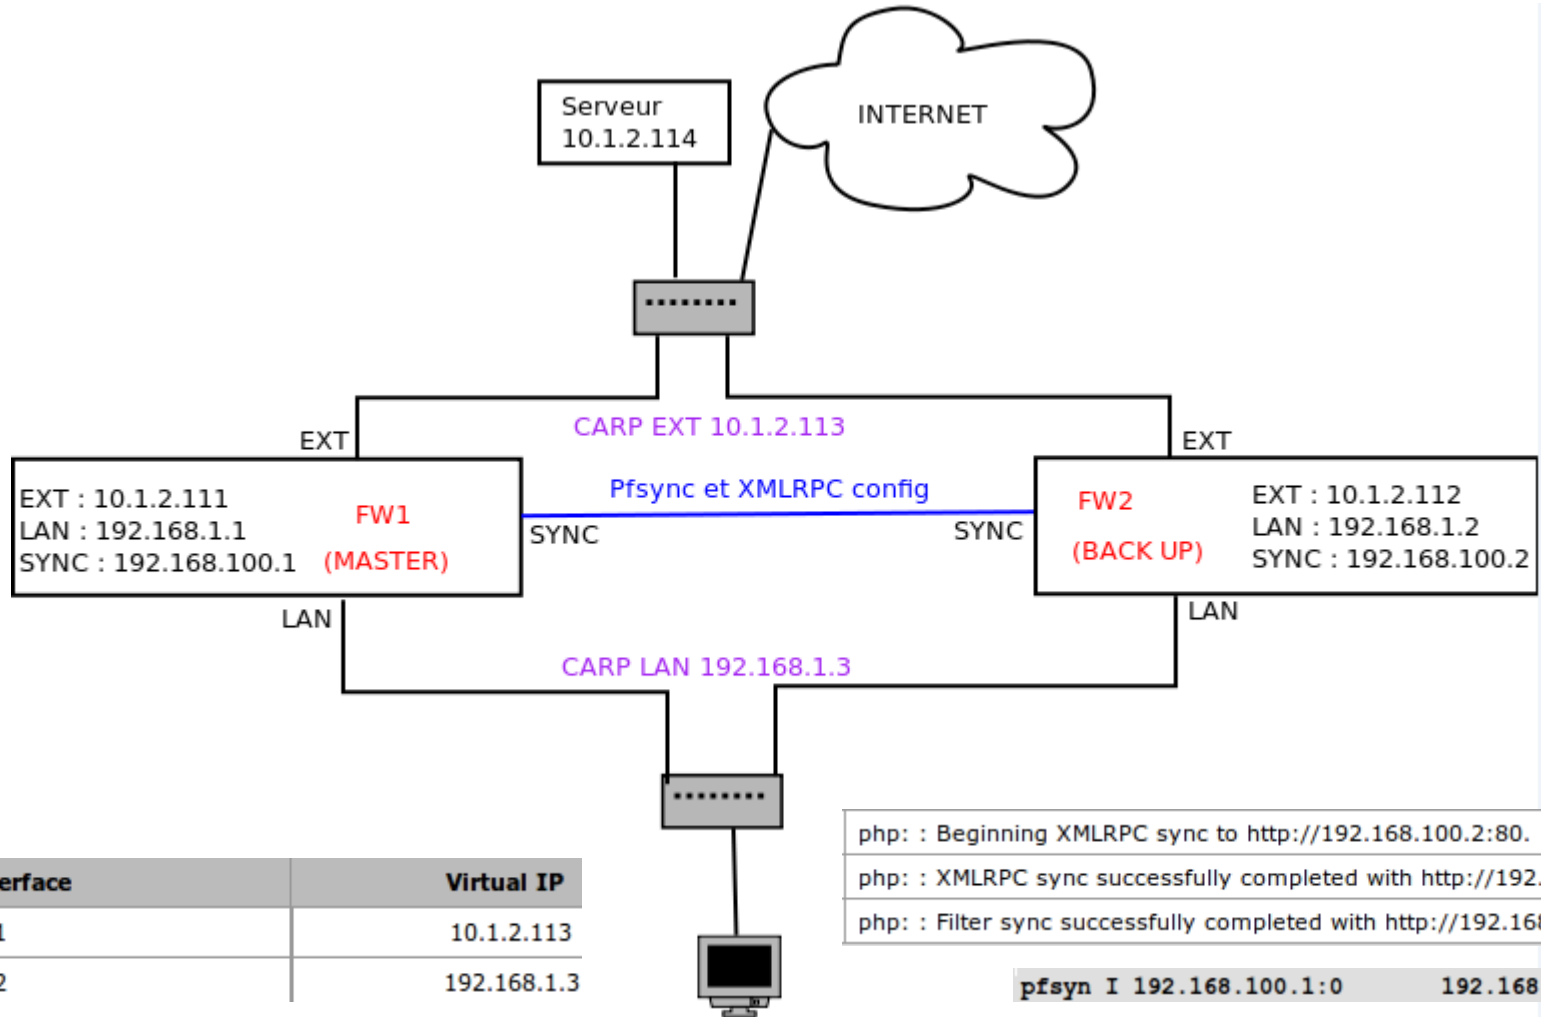 Serveur
10.1.2.114
INTERNET
CARP EXT 10.1.2.113
EXT
EXT
EXT : 10.1.2.111
LAN : 192.168.1.1
SYNC : 192.168.100.1
FW1
(MASTER)
Pfsync et XMLRPC config
SYNC
SYNC
FW2
(BACK UP)
EXT : 10.1.2.112
LAN : 192.168.1.2
SYNC : 192.168.100.2
LAN
LAN
CARP LAN 192.168.1.3
php: : Beginning XMLRPC sync to http://192.168.100.2:80.
php: : XMLRPC sync successfully completed with http://192.
php: : Filter sync successfully completed with http://192.168
erface Virtual IP
1 10.1.2.113
2 192.168.1.3
pfsyn I 192.168.100.1:0 192.168